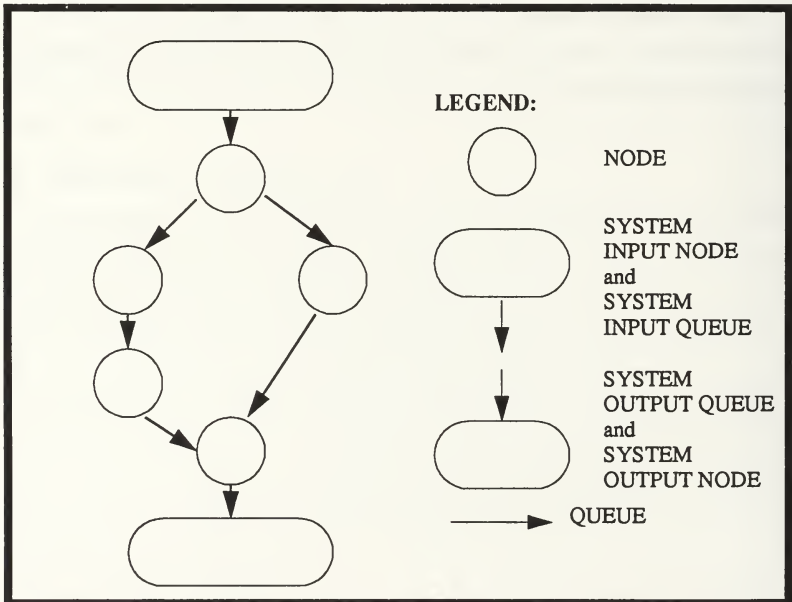 LEGEND:
NODE
SYSTEM
INPUT NODE
and
SYSTEM
INPUT QUEUE
SYSTEM
OUTPUT QUEUE
and
SYSTEM
OUTPUT NODE
QUEUE